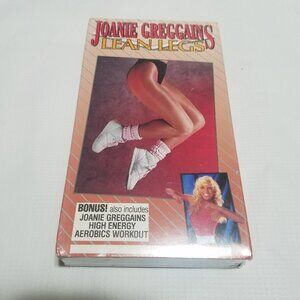 JOANIE GREGGAINS
LEAN LEGS
BONUS! also includes
JOANIE GREGGAINS
HIGH ENERGY
AEROBICS WORKOUT